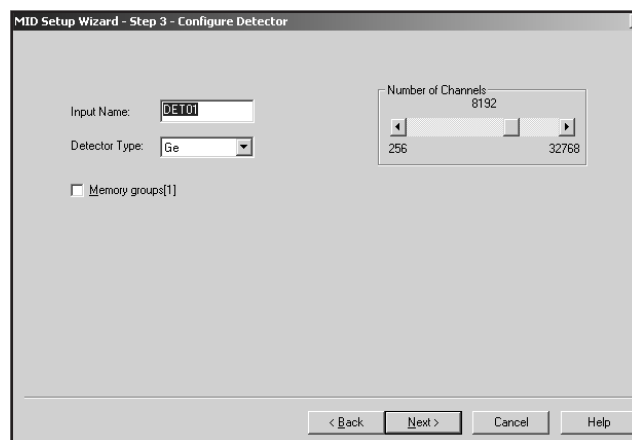 MID Setup Wizard - Step 3 - Configure Detector
Input Name: DET01
Detector Type: Ge
Memory groups[1]
Number of Channels
8192
256 32768
< Back Next > Cancel Help